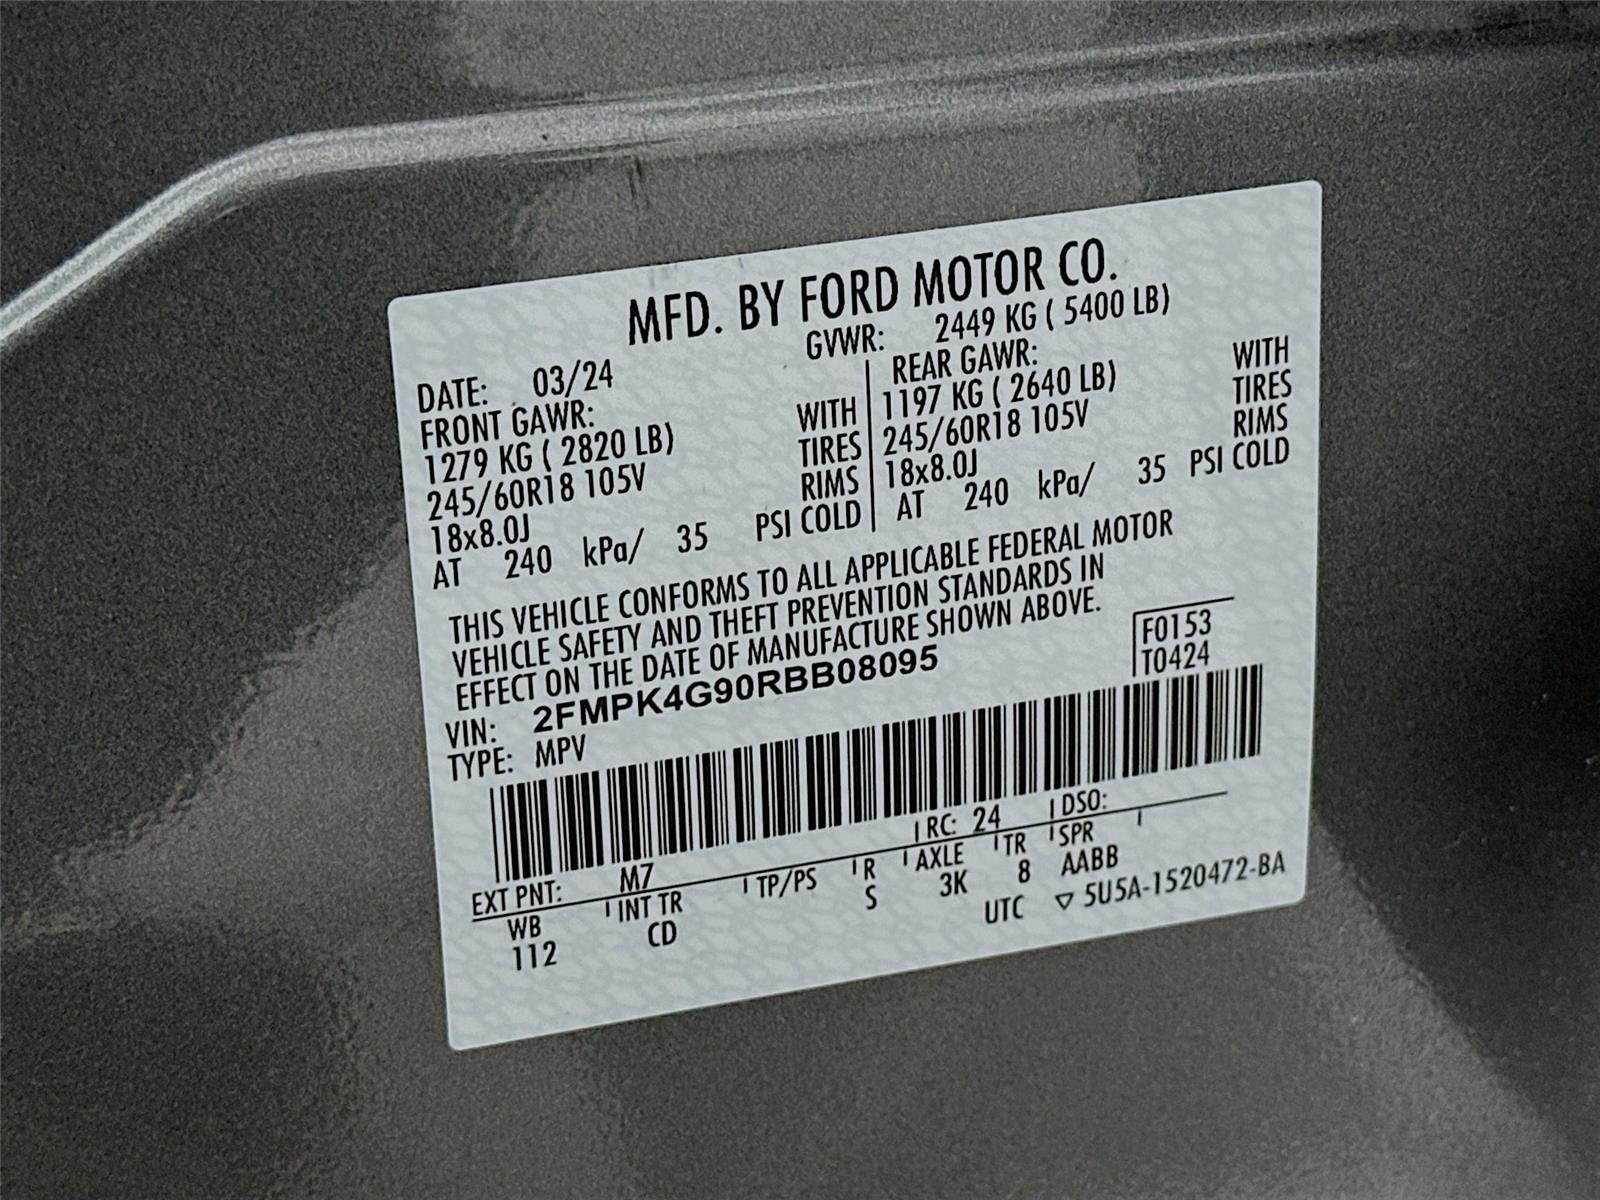 MFD. BY FORD MOTOR CO.
DATE: 03/24 GVWR: 2449 KG ( 5400 LB)
FRONT GAWR: REAR GAWR:
1279 KG ( 2820 LB) WITH 1197 KG ( 2640 LB) WITH
245/60R18 105V TIRES 245/60R18 105V TIRES
18x8.0J RIMS 18x8.0J RIMS
AT 240 kPa/ 35 PSI COLD AT 240 kPa/ 35 PSI COLD
THIS VEHICLE CONFORMS TO ALL APPLICABLE FEDERAL MOTOR
VEHICLE SAFETY AND THEFT PREVENTION STANDARDS IN
EFFECT ON THE DATE OF MANUFACTURE SHOWN ABOVE.
VIN: 2FMPK4G90RBB08095 F0153
TYPE: MPV T0424
EXT PNT: M7 RC: 24 DSO:
WB INT TR TP/PS R AXLE TR SPR
112 CD S 3K 8 AABB
UTC ▽ 5U5A-1520472-BA